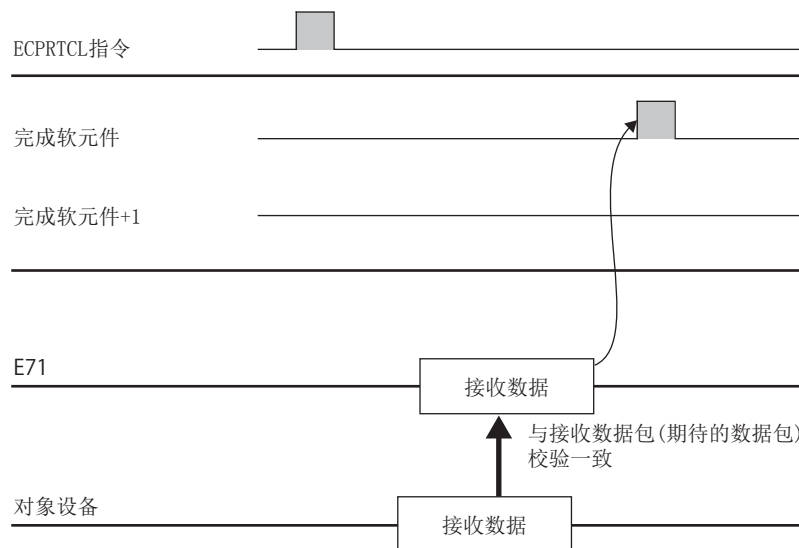 ECPRTCL指令
完成软元件
完成软元件+1
E71
接收数据
与接收数据包(期待的数据包)
校验一致
对象设备
接收数据